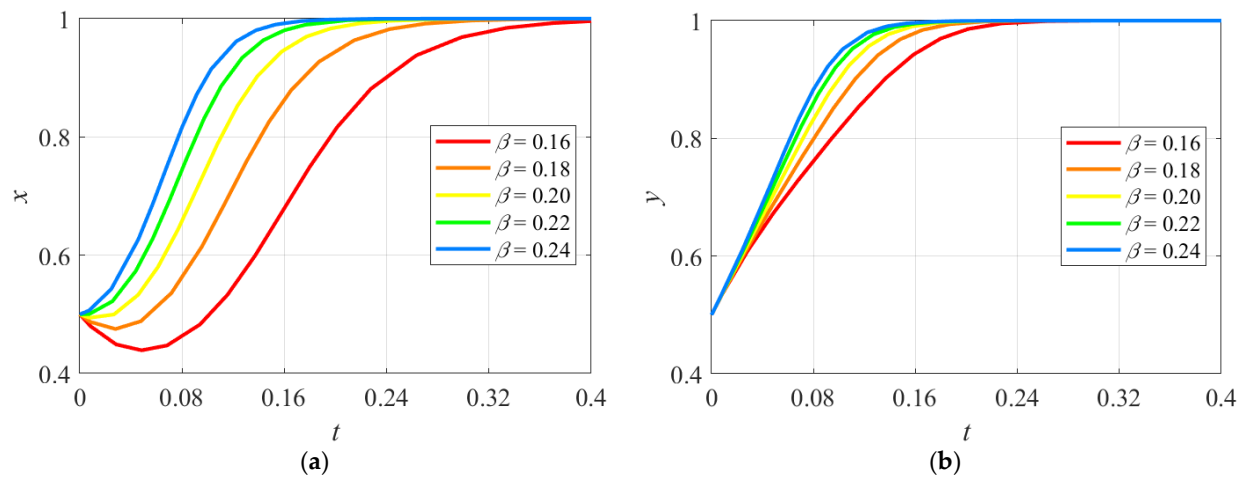 1
0.8
0.6
0.4
x
0
0.08
0.16
0.24
0.32
0.4
t
β = 0.16
β = 0.18
β = 0.20
β = 0.22
β = 0.24
(a)
1
0.8
0.6
0.4
y
0
0.08
0.16
0.24
0.32
0.4
t
β = 0.16
β = 0.18
β = 0.20
β = 0.22
β = 0.24
(b)